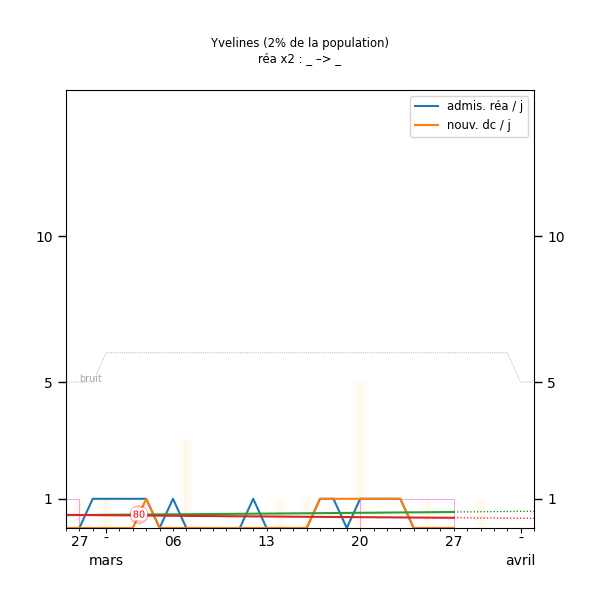 Yvelines (2% de la population)
réa x2 : _ –> _
admis. réa / j
nouv. dc / j
10 10
5 5
bruit
1 1
80
27 - 06 13 20 27 -
mars avril